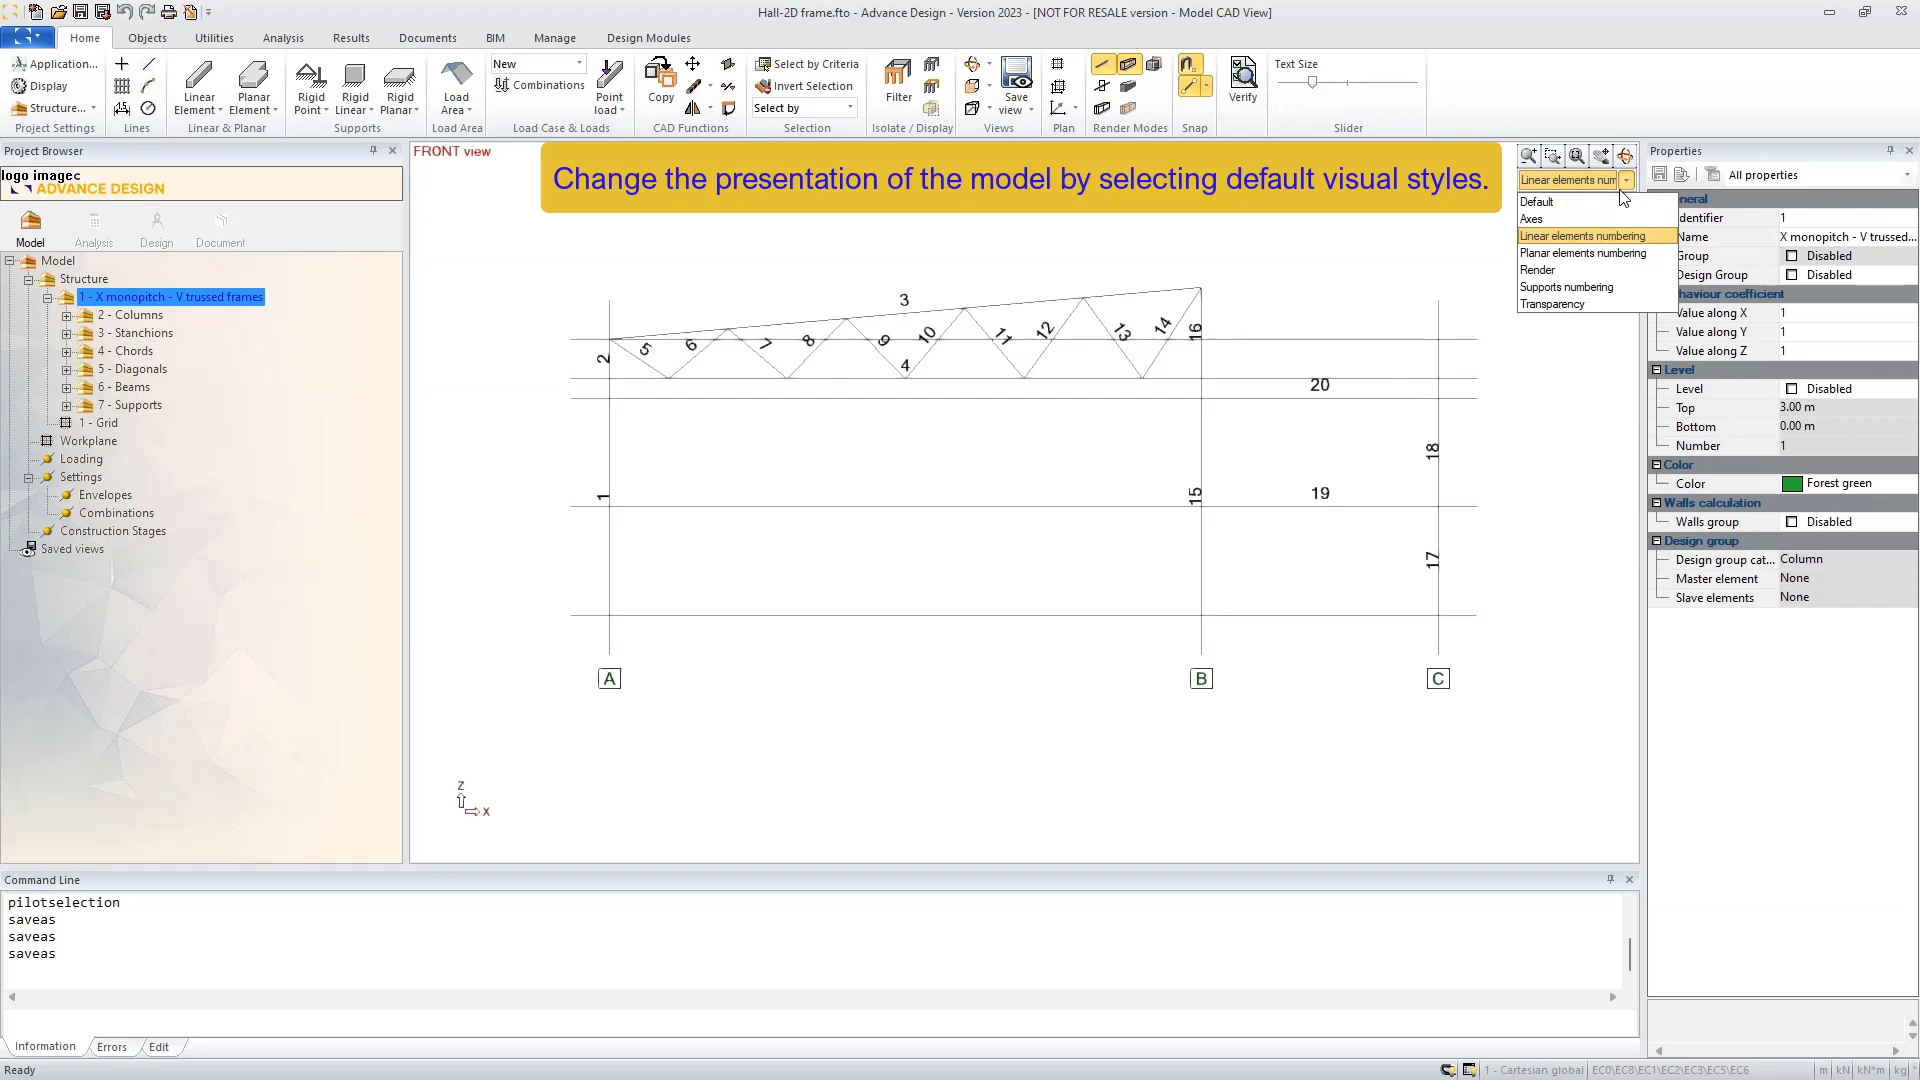 Hall-2D frame.fto - Advance Design - Version 2023 - [NOT FOR RESALE version - Model CAD View]
Home Objects Utilities Analysis Results Documents BIM Manage Design Modules
Application...
Display
Structure...
Project Settings
Lines
Linear Element
Planar Element
Linear & Planar
Rigid Point
Rigid Linear
Rigid Planar
Supports
Load Area
Load Area
New
Combinations
Point load
Load Case & Loads
Copy
CAD Functions
Select by Criteria
Invert Selection
Select by
Selection
Filter
Isolate / Display
Save view
Views
Plan
Render Modes
Snap
Verify
Text Size
Slider
Project Browser
logo imagec
ADVANCE DESIGN
Model Analysis Design Document
Model
Structure
1 - X monopitch - V trussed frames
2 - Columns
3 - Stanchions
4 - Chords
5 - Diagonals
6 - Beams
7 - Supports
1 - Grid
Workplane
Loading
Settings
Envelopes
Combinations
Construction Stages
Saved views
FRONT view
Change the presentation of the model by selecting default visual styles.
Linear elements num
Default
Axes
Linear elements numbering
Planar elements numbering
Render
Supports numbering
Transparency
3
2 5 6 7 8 9 10 11 12 13 14 16
4
20
18
1 15 19
17
A B C
Z
X
Properties
All properties
neral
dentifier 1
Name X monopitch - V trussed...
Group Disabled
Design Group Disabled
haviour coefficient
Value along X 1
Value along Y 1
Value along Z 1
Level
Level Disabled
Top 3.00 m
Bottom 0.00 m
Number 1
Color
Color Forest green
Walls calculation
Walls group Disabled
Design group
Design group cat... Column
Master element None
Slave elements None
Command Line
pilotselection
saveas
saveas
saveas
Information Errors Edit
Ready
1 - Cartesian global EC0\EC8\EC1\EC2\EC3\EC5\EC6 m kN kN*m kg